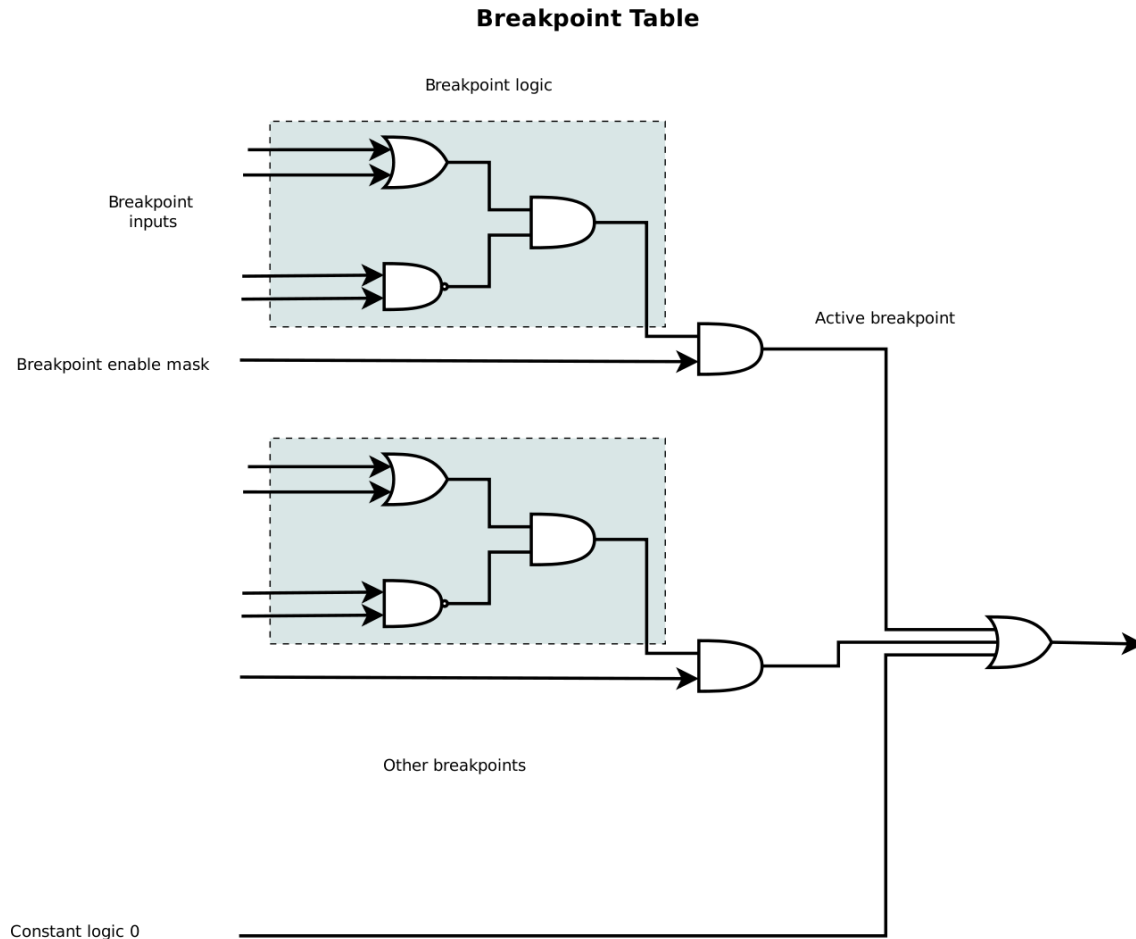 Breakpoint Table
Breakpoint logic
Breakpoint
inputs
Active breakpoint
Breakpoint enable mask
Other breakpoints
Constant logic 0